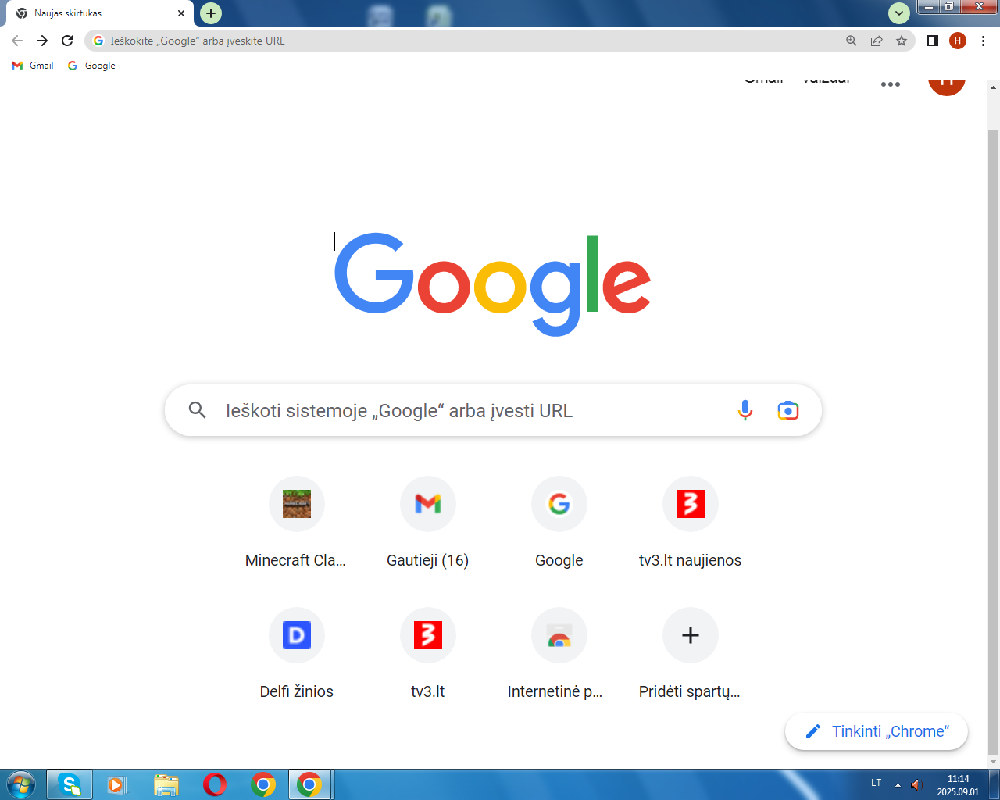 Naujas skirtukas
Ieškokite „Google“ arba įveskite URL
H
Gmail
Google
Gmail
Vaizdai
H
Google
Ieškoti sistemoje „Google“ arba įvesti URL
Minecraft Cla...
Gautieji (16)
Google
tv3.lt naujienos
Delfi žinios
tv3.lt
Internetinė p...
Pridėti spartų...
Tinkinti „Chrome“
LT
11:14
2025.09.01